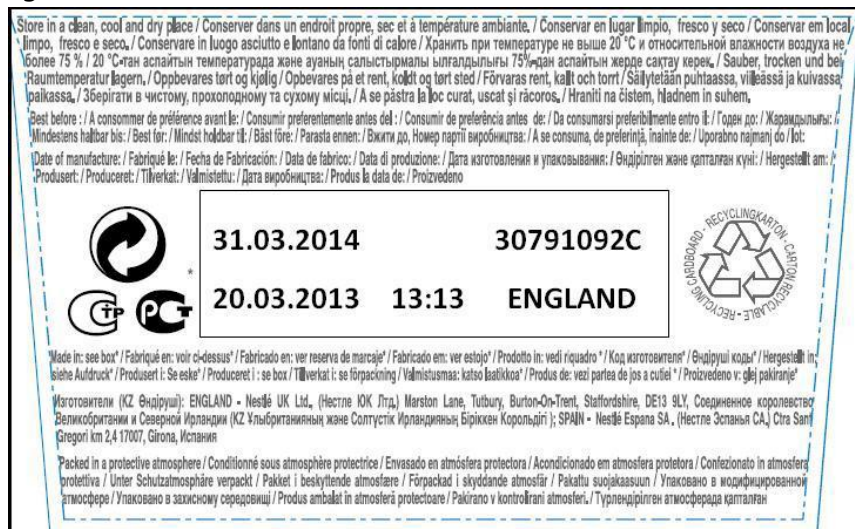 Store in a clean, cool and dry place / Conserver dans un endroit propre, sec et à température ambiante. / Conservar en lugar limpio, fresco y seco / Conservar em local
limpo, fresco e seco. / Conservare in luogo asciutto e lontano da fonti di calore / Хранить при температуре не выше 20 °C и относительной влажности воздуха не
более 75 % / 20 °C-тан аспайтын температурада және ауаның салыстырмалы ылғалдылығы 75%-дан аспайтын жерде сақтау керек. / Sauber, trocken und bei
Raumtemperatur lagern. / Oppbevares tørt og kjølig / Opbevares på et rent, koldt og tørt sted / Förvaras rent, kallt och torrt / Säilytetään puhtaassa, viileässä ja kuivassa
paikassa. / Зберігати в чистому, прохолодному та сухому місці. / A se păstra la loc curat, uscat şi răcoros. / Hraniti na čistem, hladnem in suhem.
Best before : / A consommer de préférence avant le: / Consumir preferentemente antes del : / Consumir de preferência antes de: / Da consumarsi preferibilmente entro il: / Годен до: / Жарамдылығы:
Mindestens haltbar bis: / Best før: / Mindst holdbar til: / Bäst före: / Parasta ennen: / Вжити до, Номер партії виробництва: / A se consuma, de preferinţă, înainte de: / Uporabno najmanj do / lot:
Date of manufacture: / Fabriqué le: / Fecha de Fabricación: / Data de fabrico: / Data di produzione: / Дата изготовления и упаковывания: / Өндірілген және қапталған күні: / Hergestellt am: /
Produsert: / Produceret: / Tillverkat: / Valmistettu: / Дата виробництва: / Produs la data de: / Proizvedeno
31.03.2014 30791092C
20.03.2013 13:13 ENGLAND
*
RECYCLINGKARTON - CARTON RECYCLABLE - RECYCLING CARDBOARD -
Made in: see box* / Fabriqué en: voir ci-dessus* / Fabricado en: ver reserva de marcaje* / Fabricado em: ver estojo* / Prodotto in: vedi riquadro * / Код изготовителя* / Өндіруші коды* / Hergestellt in:
siehe Aufdruck* / Produsert i: Se eske* / Produceret i : se box / Tillverkat i: se förpackning / Valmistusmaa: katso laatikkoa* / Produs de: vezi partea de jos a cutiei * / Proizvedeno v: glej pakiranje*
Изготовители (KZ Өндіруші): ENGLAND - Nestlé UK Ltd., (Нестле ЮК Лтд.) Marston Lane, Tutbury, Burton-On-Trent, Staffordshire, DE13 9LY, Соединенное королевство
Великобритании и Северной Ирландии (KZ Ұлыбританияның және Солтүстік Ирландияның Біріккен Корольдігі ); SPAIN - Nestlé Espana SA., (Нестле Эспанья СА.) Ctra Sant
Gregori km 2,4 17007, Girona, Испания
Packed in a protective atmosphere / Conditionné sous atmosphère protectrice / Envasado en atmósfera protectora / Acondicionado em atmosfera protetora / Confezionato in atmosfera
protettiva / Unter Schutzatmosphäre verpackt / Pakket i beskyttende atmosfære / Förpackad i skyddande atmosfär / Pakattu suojakaasuun / Упаковано в модифицированной
атмосфере / Упаковано в захисному середовищі / Produs ambalat în atmosferă protectoare / Pakirano v kontrolirani atmosferi. / Түрлендірілген атмосферада қапталған